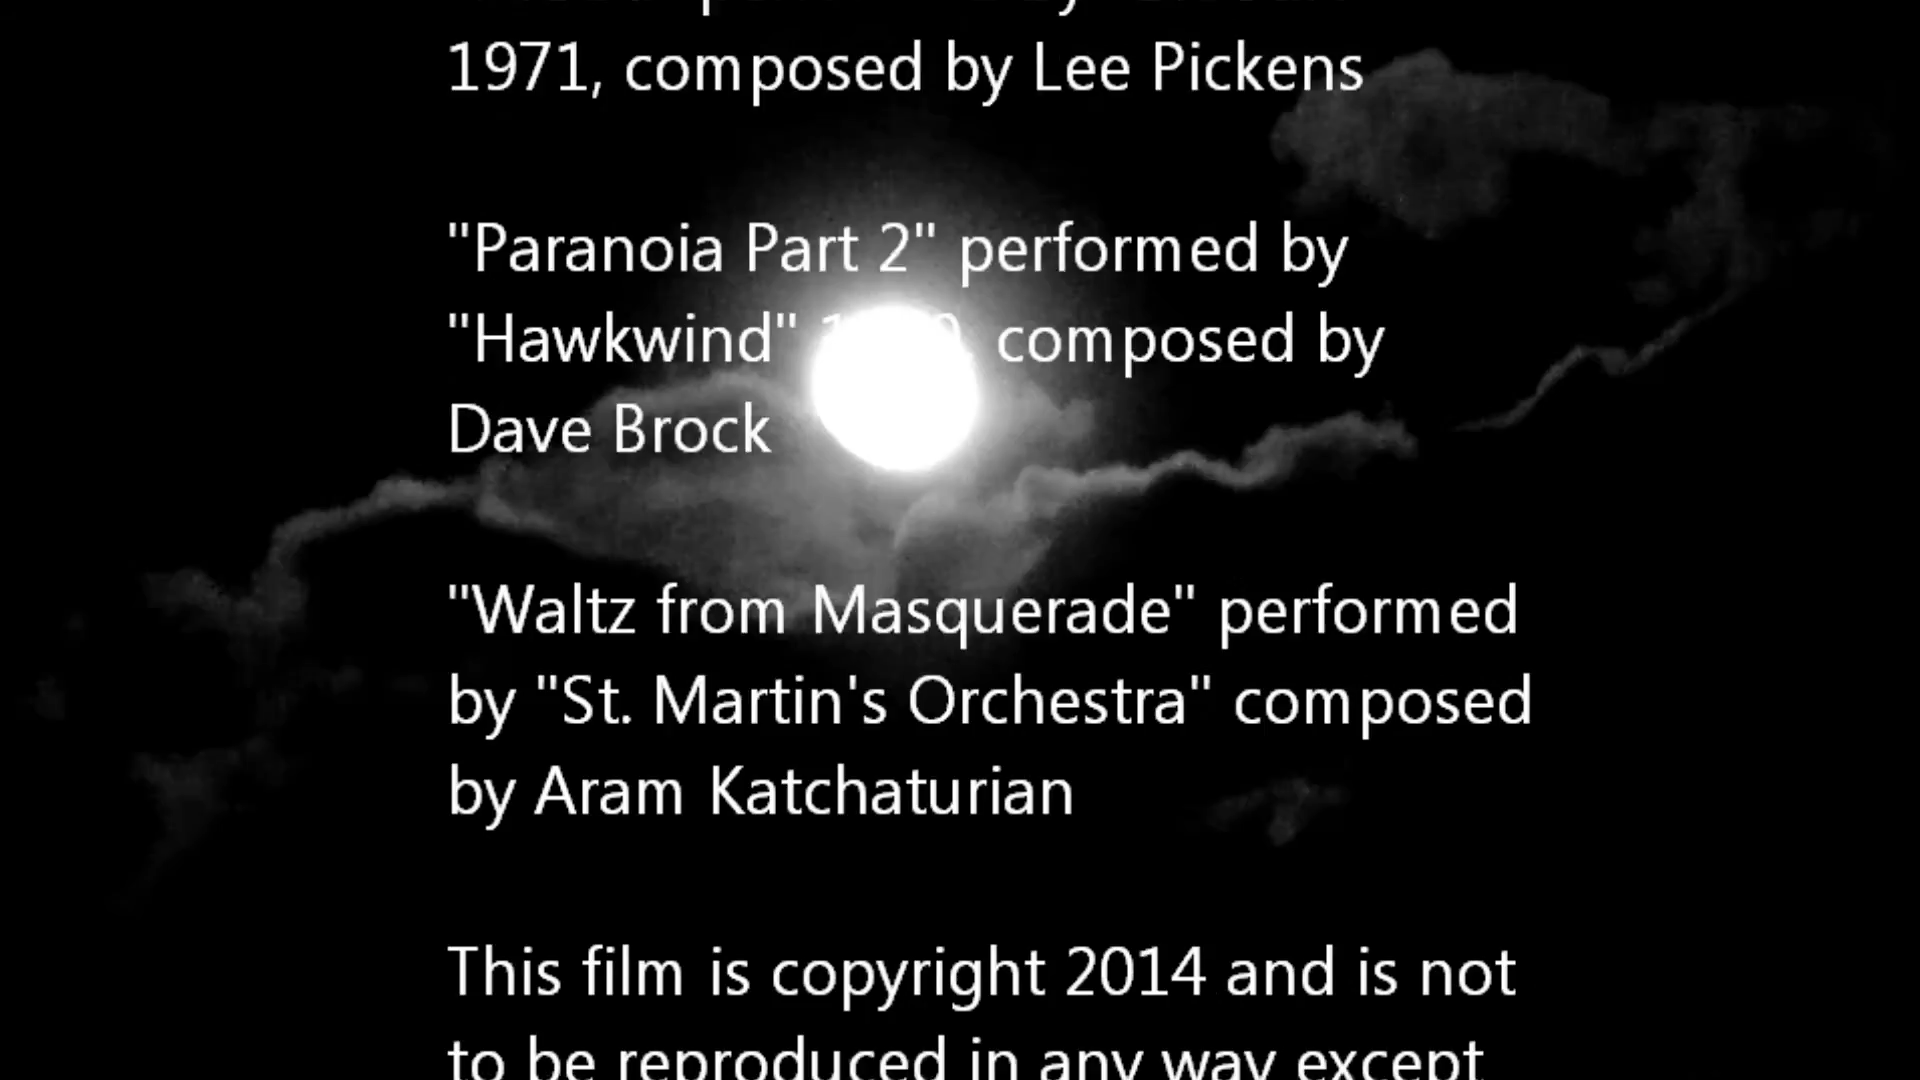 1971, composed by Lee Pickens
"Paranoia Part 2" performed by
"Hawkwind" composed by
Dave Brock
"Waltz from Masquerade" performed
by "St. Martin's Orchestra" composed
by Aram Katchaturian
This film is copyright 2014 and is not
to be reproduced in any way except